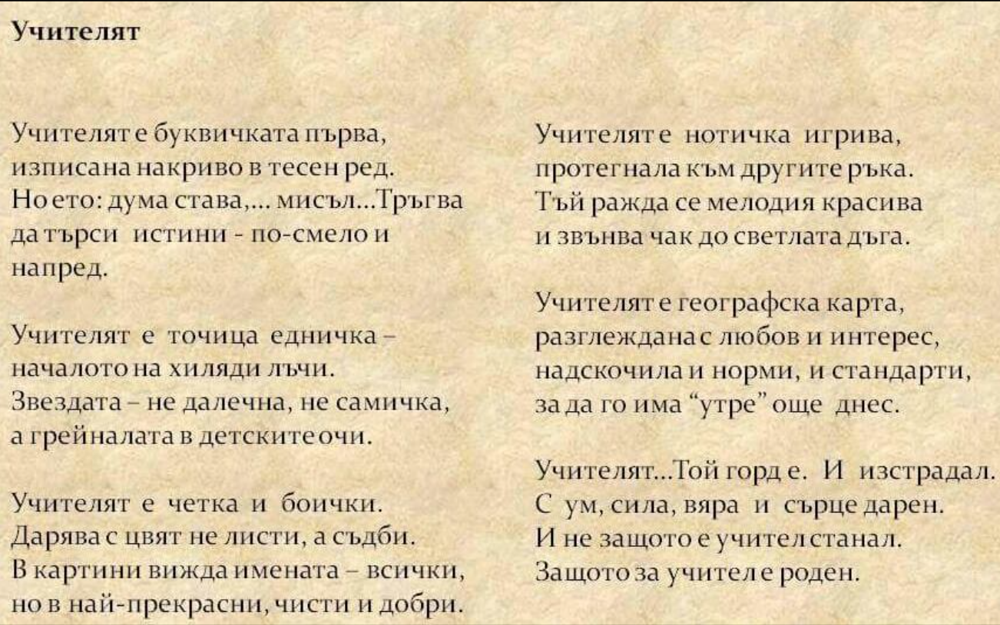 Учителят
Учителят е буквичката първва,
изписана накриво в тесен ред.
Но ето: дума става,... мисъл...Тръгва
да търси истини - по-смело и
напред.
Учителят е точица едничка –
началото на хиляди лъчи.
Звездата – не далечна, не самичка,
а грейналата в детските очи.
Учителят е четка и боички.
Дарява с цвят не листи, а съдби.
В картини вижда имената – всички,
но в най-прекрасни, чисти и добри.
Учителят е нотичка игрива,
протегнала към другите ръка.
Тъй ражда се мелодия красива
и звънва чак до светлата дъга.
Учителят е географска карта,
разглеждана с любов и интерес,
надскочила и норми, и стандарти,
за да го има “утре” още днес.
Учителят...Той горд е. И изстрадал.
С ум, сила, вяра и сърце дарен.
И не защото е учител станал.
Защото за учител е роден.